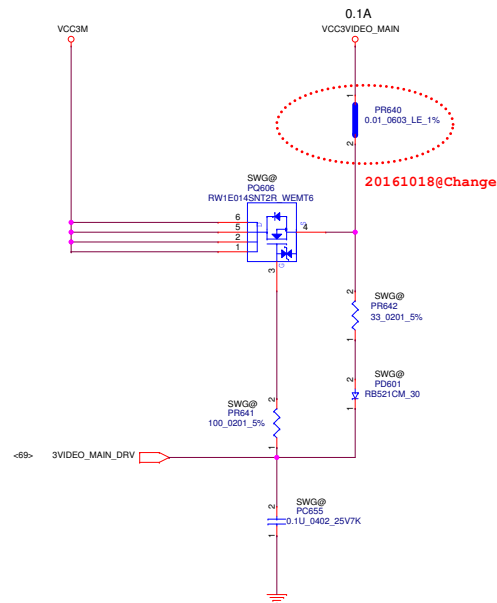 0.1A
VCC3M
VCC3VIDEO_MAIN
1
PR640
0.01_0603_LE_1%
2
20161018@Change
SWG@
PQ606
RW1E014SNT2R_WEMT6
6
5
2
1
D
S
4
G
3
2
SWG@
PR642
33_0201_5%
1
2
SWG@
PD601
RB521CM_30
1
SWG@
2
PR641
100_0201_5%
1
<69> 3VIDEO_MAIN_DRV
SWG@
2
PC655
0.1U_0402_25V7K
1